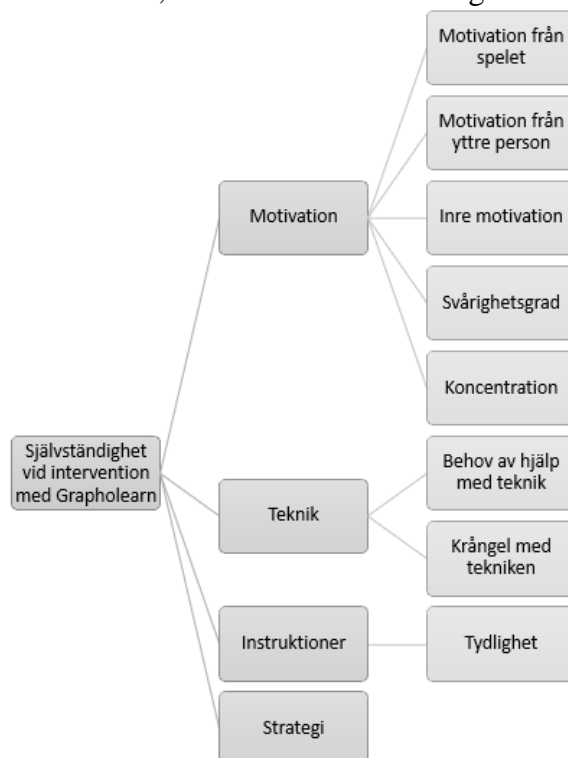 Motivation från
spelet
Motivation från
yttre person
Motivation
Inre motivation
Svårighetsgrad
Koncentration
Självständighet
vid intervention
med Grapholearn
Behov av hjälp
med teknik
Teknik
Krångel med
tekniken
Instruktioner
Tydlighet
Strategi